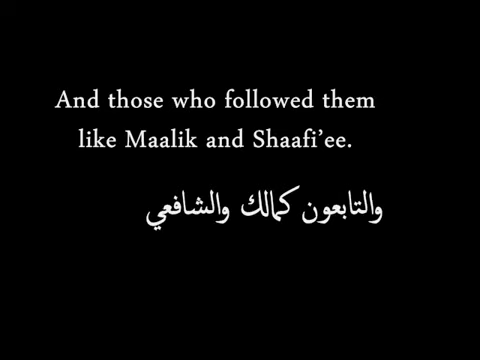 And those who followed them
like Maalik and Shaafi’ee.
والتابعون كمالك والشافعي